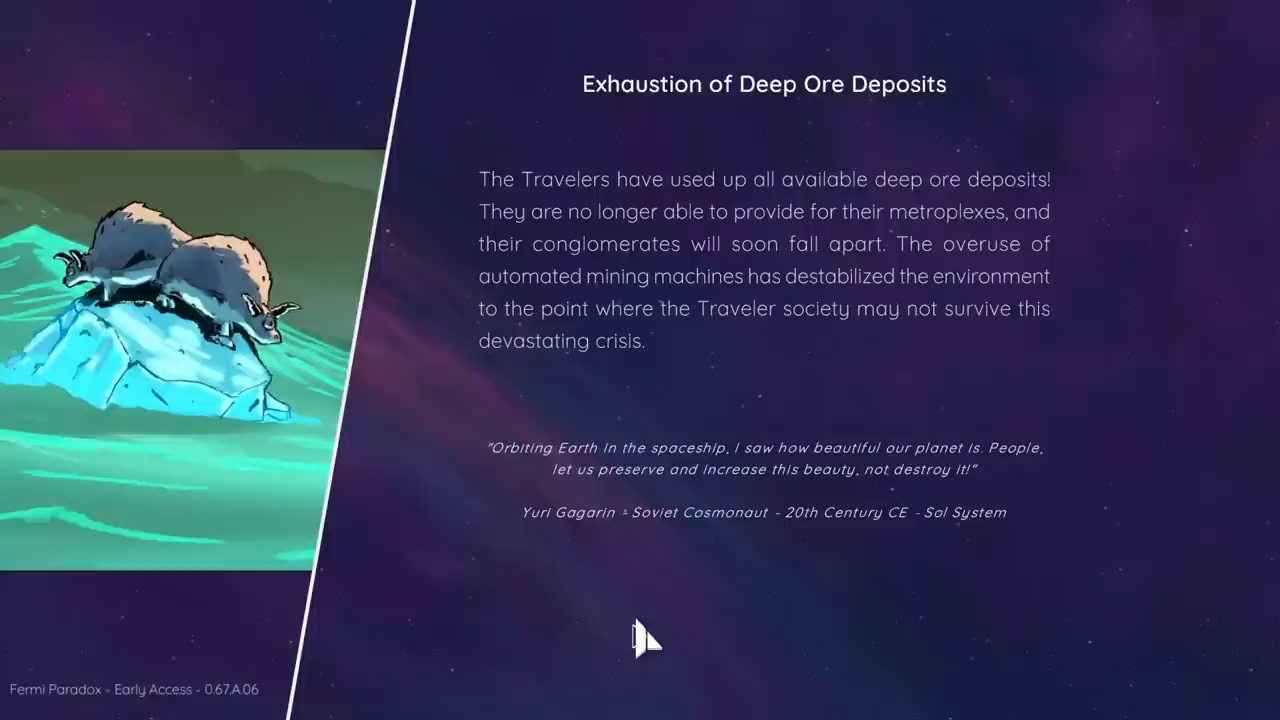 Exhaustion of Deep Ore Deposits
The Travelers have used up all available deep ore deposits!
They are no longer able to provide for their metroplexes, and
their conglomerates will soon fall apart. The overuse of
automated mining machines has destabilized the environment
to the point where the Traveler society may not survive this
devastating crisis.
"Orbiting Earth in the spaceship, I saw how beautiful our planet is. People,
let us preserve and increase this beauty, not destroy it!"
Yuri Gagarin - Soviet Cosmonaut - 20th Century CE - Sol System
Fermi Paradox - Early Access - 0.67.A.06